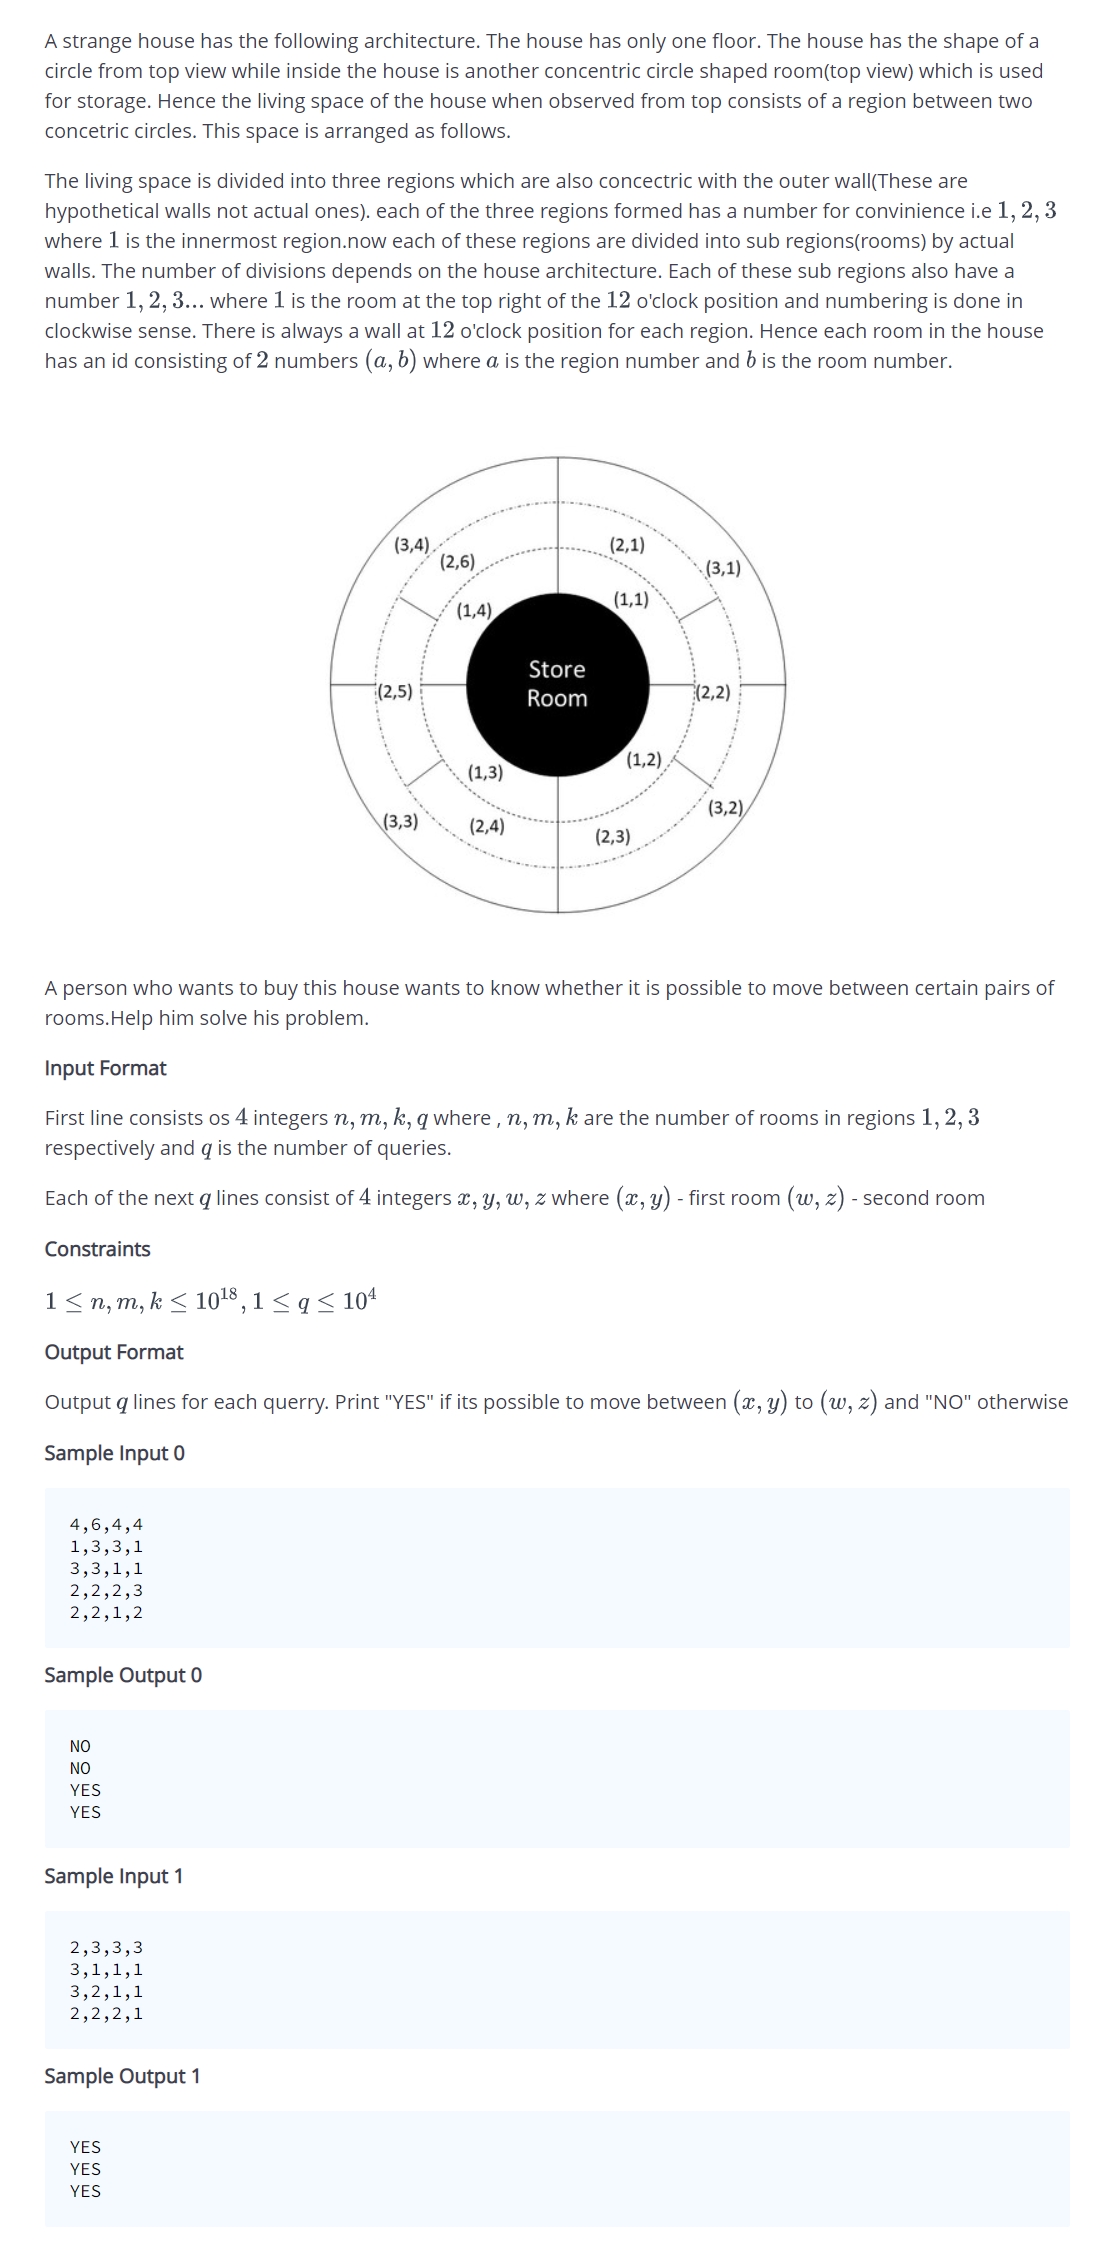 A strange house has the following architecture. The house has only one floor. The house has the shape of a
circle from top view while inside the house is another concentric circle shaped room(top view) which is used
for storage. Hence the living space of the house when observed from top consists of a region between two
concetric circles. This space is arranged as follows.
The living space is divided into three regions which are also concectric with the outer wall(These are
hypothetical walls not actual ones). each of the three regions formed has a number for convinience i.e 1, 2, 3
where 1 is the innermost region.now each of these regions are divided into sub regions(rooms) by actual
walls. The number of divisions depends on the house architecture. Each of these sub regions also have a
number 1, 2, 3... where 1 is the room at the top right of the 12 o'clock position and numbering is done in
clockwise sense. There is always a wall at 12 o'clock position for each region. Hence each room in the house
has an id consisting of 2 numbers (a, b) where a is the region number and b is the room number.
(3,4)
(2,1)
(2,6)
(3,1)
(1,4)
(1,1)
Store
Room
(2,5)
(2,2)
(1,3)
(1,2)
(3,3)
(2,4)
(2,3)
(3,2)
A person who wants to buy this house wants to know whether it is possible to move between certain pairs of
rooms.Help him solve his problem.
Input Format
First line consists os 4 integers n, m, k, q where , n, m, k are the number of rooms in regions 1, 2, 3
respectively and q is the number of queries.
Each of the next q lines consist of 4 integers x, y, w, z where (x, y) - first room (w, z) - second room
Constraints
1 ≤ n, m, k ≤ 10^18, 1 ≤ q ≤ 10^4
Output Format
Output q lines for each querry. Print "YES" if its possible to move between (x, y) to (w, z) and "NO" otherwise
Sample Input 0
4,6,4,4
1,3,3,1
3,3,1,1
2,2,2,3
2,2,1,2
Sample Output 0
NO
NO
YES
YES
Sample Input 1
2,3,3,3
3,1,1,1
3,2,1,1
2,2,2,1
Sample Output 1
YES
YES
YES